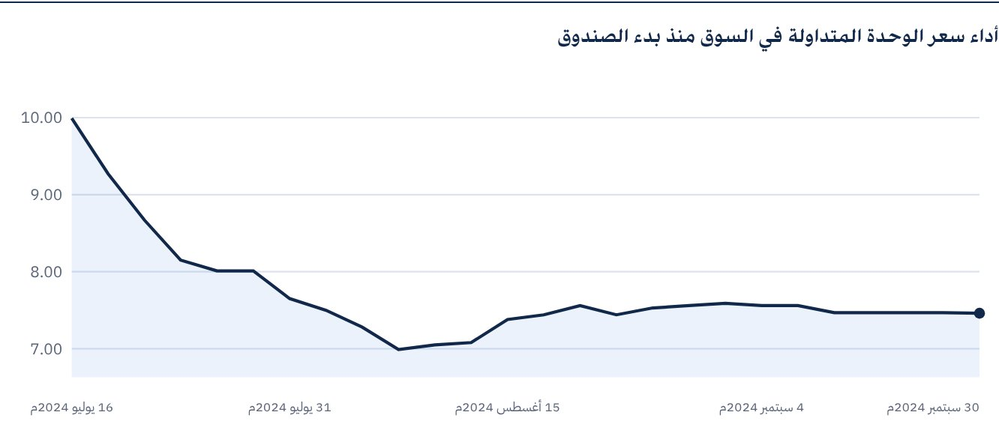 أداء سعر الوحدة المتداولة في السوق منذ بدء الصندوق
10.00
9.00
8.00
7.00
16 يوليو 2024م
31 يوليو 2024م
15 أغسطس 2024م
4 سبتمبر 2024م
30 سبتمبر 2024م